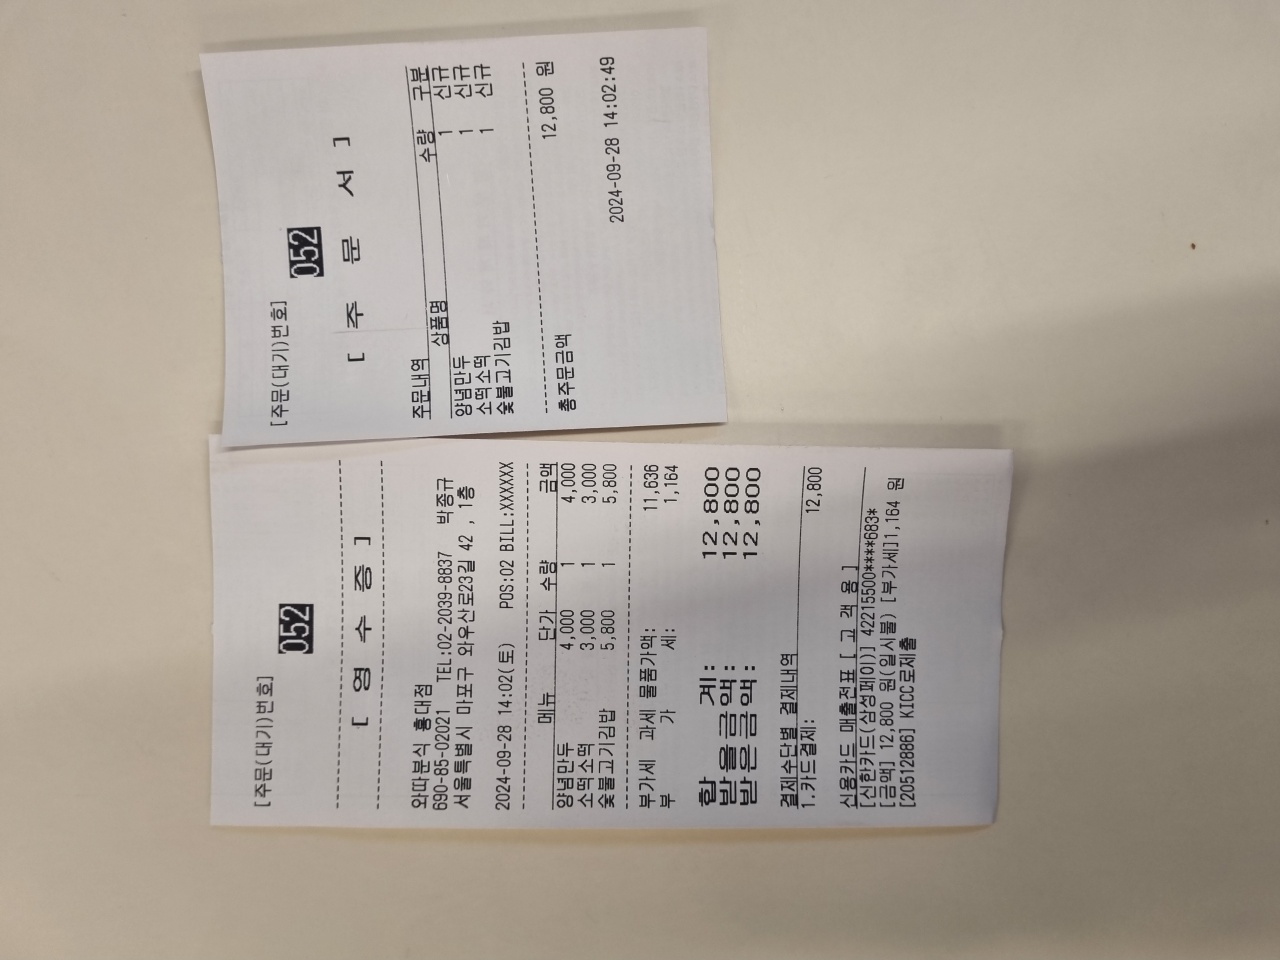 [주문(대기)번호]
052
[ 주 문 서 ]
주문내역
상품명 수량 구분
양념만두 1 신규
소떡소떡 1 신규
숯불고기김밥 1 신규
총주문금액 12,800 원
2024-09-28 14:02:49
[주문(대기)번호]
052
[ 영 수 증 ]
와따분식 홍대점
690-85-02021 TEL:02-2039-8837 박종규
서울특별시 마포구 와우산로23길 42 , 1층
2024-09-28 14:02(토) POS:02 BILL:XXXXXX
메뉴 단가 수량 금액
양념만두 4,000 1 4,000
소떡소떡 3,000 1 3,000
숯불고기김밥 5,800 1 5,800
부가세 과세 물품가액: 11,636
부 가 세: 1,164
합 계: 12,800
받을금액: 12,800
받은금액: 12,800
결제수단별 결제내역
1.카드결제: 12,800
신용카드 매출전표 [ 고 객 용 ]
[신한카드(삼성페이)] 42215500****683*
[금액] 12,800 원(일시불) [부가세]1,164 원
[20512886] KICC로제출